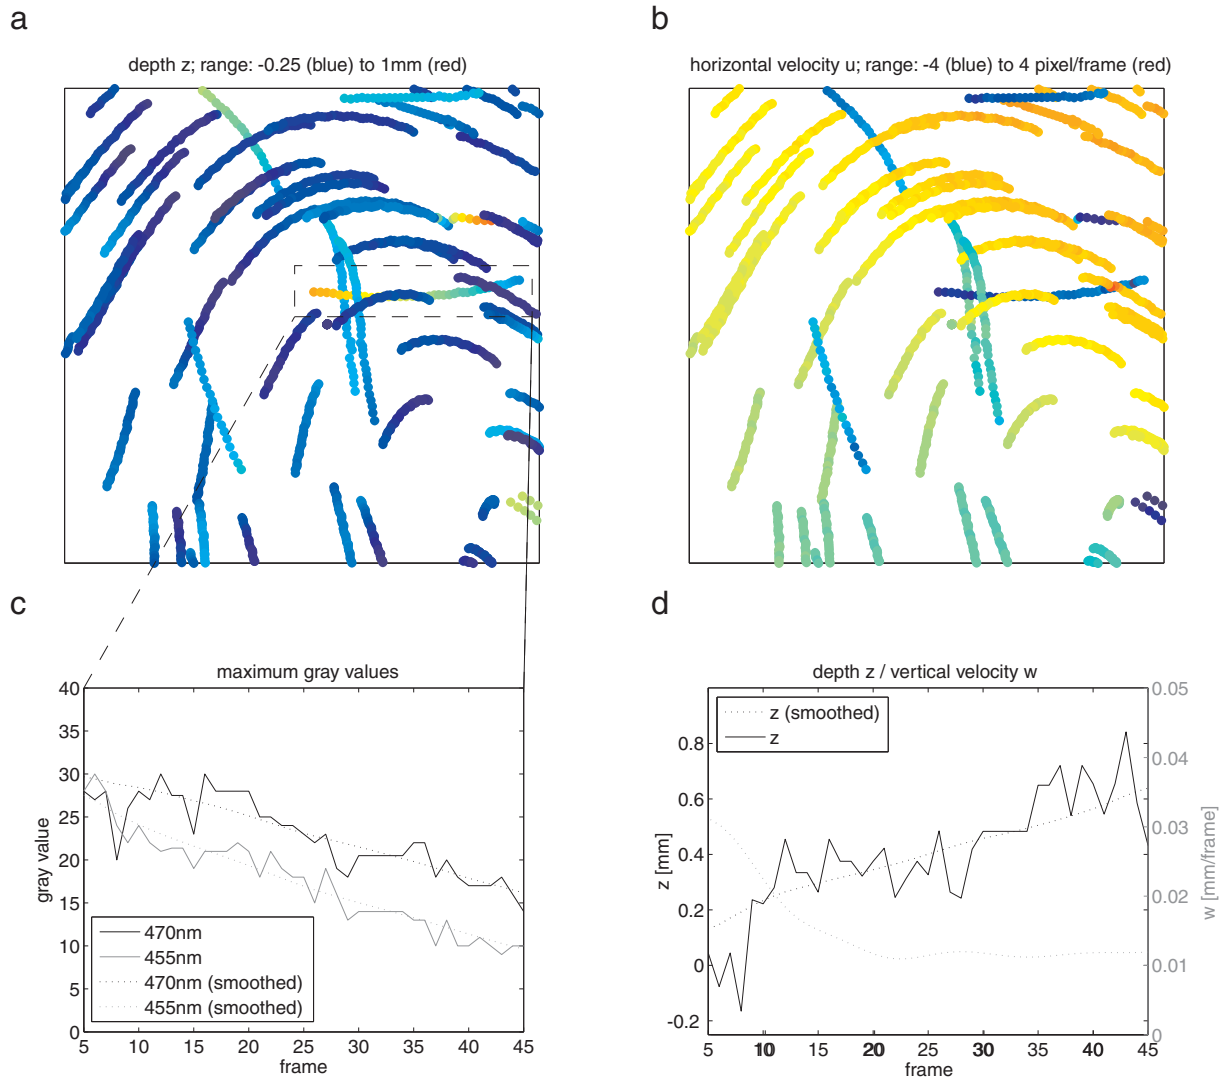 a
b
depth z; range: -0.25 (blue) to 1mm (red)
horizontal velocity u; range: -4 (blue) to 4 pixel/frame (red)
c
d
maximum gray values
40
35
30
25
20
15
10
5
0
gray value
470nm
455nm
470nm (smoothed)
455nm (smoothed)
5 10 15 20 25 30 35 40 45
frame
depth z / vertical velocity w
z (smoothed)
z
0.8
0.6
0.4
0.2
0
-0.2
z [mm]
0.05
0.04
0.03
0.02
0.01
0
w [mm/frame]
5 10 15 20 25 30 35 40 45
frame